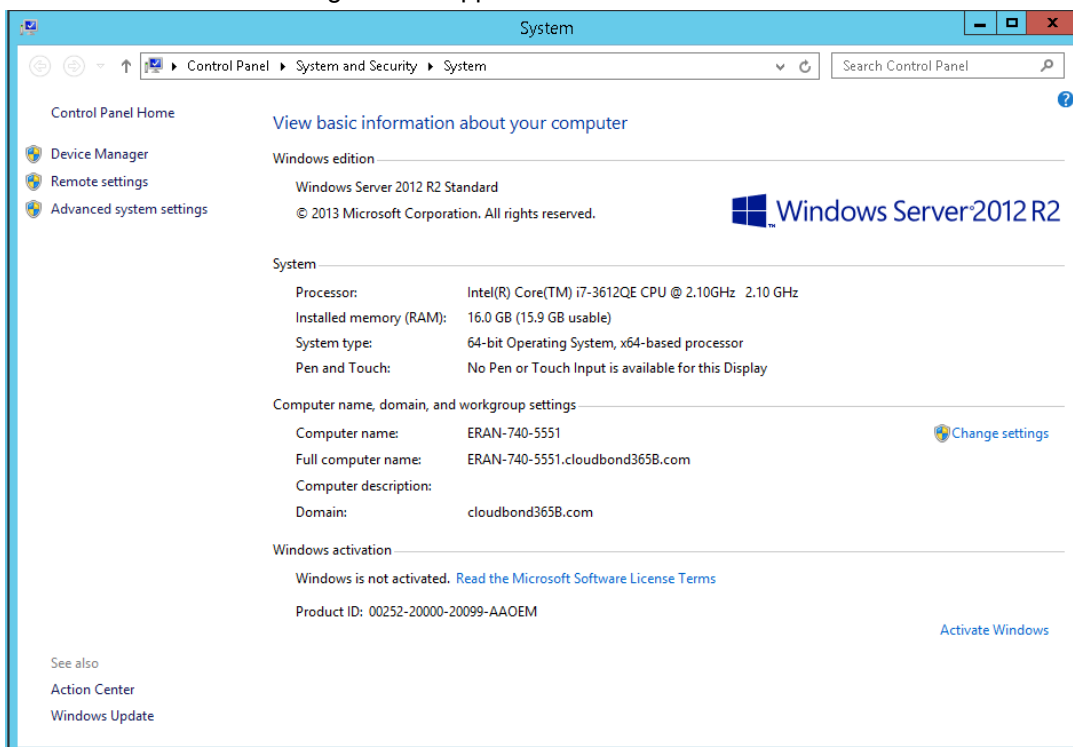 System
Control Panel System and Security System
Search Control Panel
Control Panel Home
Device Manager
Remote settings
Advanced system settings
View basic information about your computer
Windows edition
Windows Server 2012 R2 Standard
© 2013 Microsoft Corporation. All rights reserved.
Windows Server 2012 R2
System
Processor: Intel(R) Core(TM) i7-3612QE CPU @ 2.10GHz 2.10 GHz
Installed memory (RAM): 16.0 GB (15.9 GB usable)
System type: 64-bit Operating System, x64-based processor
Pen and Touch: No Pen or Touch Input is available for this Display
Computer name, domain, and workgroup settings
Computer name: ERAN-740-5551
Change settings
Full computer name: ERAN-740-5551.cloudbond365B.com
Computer description:
Domain: cloudbond365B.com
Windows activation
Windows is not activated. Read the Microsoft Software License Terms
Product ID: 00252-20000-20099-AAOEM
Activate Windows
See also
Action Center
Windows Update